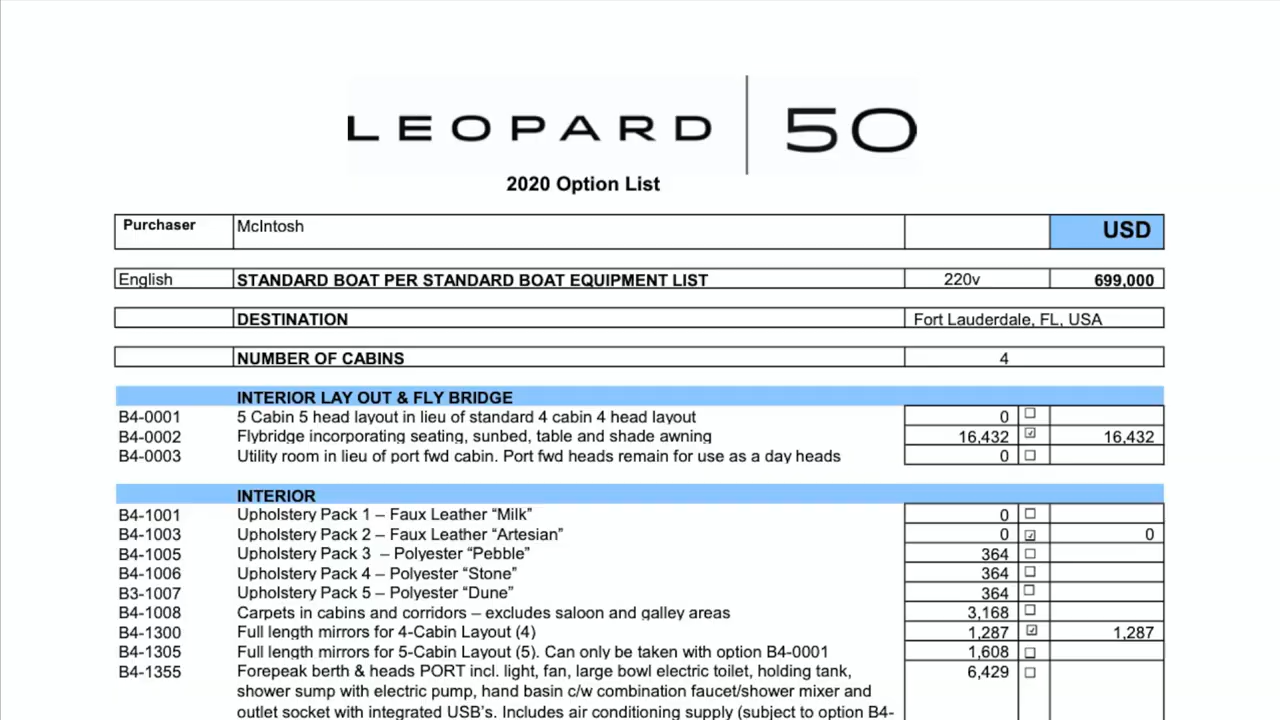 LEOPARD | 50
2020 Option List
Purchaser McIntosh USD
English STANDARD BOAT PER STANDARD BOAT EQUIPMENT LIST 220v 699,000
DESTINATION Fort Lauderdale, FL, USA
NUMBER OF CABINS 4
INTERIOR LAY OUT & FLY BRIDGE
B4-0001 5 Cabin 5 head layout in lieu of standard 4 cabin 4 head layout 0 ☐
B4-0002 Flybridge incorporating seating, sunbed, table and shade awning 16,432 ☑ 16,432
B4-0003 Utility room in lieu of port fwd cabin. Port fwd heads remain for use as a day heads 0 ☐
INTERIOR
B4-1001 Upholstery Pack 1 – Faux Leather “Milk” 0 ☐
B4-1003 Upholstery Pack 2 – Faux Leather “Artesian” 0 ☑ 0
B4-1005 Upholstery Pack 3 – Polyester “Pebble” 364 ☐
B4-1006 Upholstery Pack 4 – Polyester “Stone” 364 ☐
B3-1007 Upholstery Pack 5 – Polyester “Dune” 364 ☐
B4-1008 Carpets in cabins and corridors – excludes saloon and galley areas 3,168 ☐
B4-1300 Full length mirrors for 4-Cabin Layout (4) 1,287 ☑ 1,287
B4-1305 Full length mirrors for 5-Cabin Layout (5). Can only be taken with option B4-0001 1,608 ☐
B4-1355 Forepeak berth & heads PORT incl. light, fan, large bowl electric toilet, holding tank, 6,429 ☐
shower sump with electric pump, hand basin c/w combination faucet/shower mixer and
outlet socket with integrated USB’s. Includes air conditioning supply (subject to option B4-